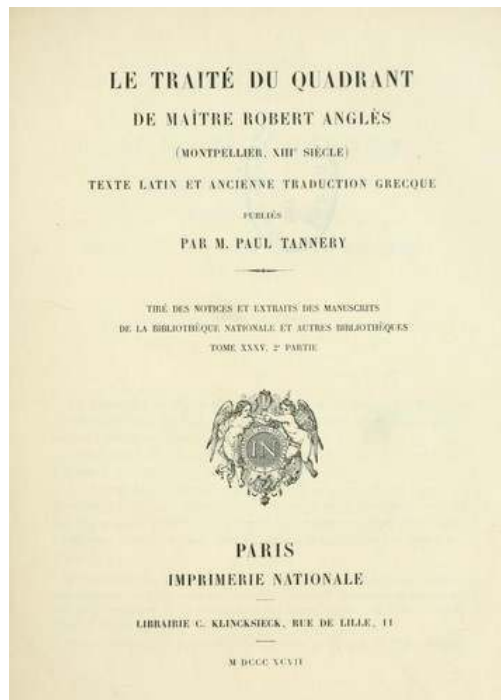 LE TRAITÉ DU QUADRANT
DE MAÎTRE ROBERT ANGLÈS
(MONTPELLIER, XIIIe SIÈCLE)
TEXTE LATIN ET ANCIENNE TRADUCTION GRECQUE
PUBLIÉS
PAR M. PAUL TANNERY
TIRÉ DES NOTICES ET EXTRAITS DES MANUSCRITS
DE LA BIBLIOTHÈQUE NATIONALE ET AUTRES BIBLIOTHÈQUES
TOME XXXV, 2e PARTIE
IN
PARIS
IMPRIMERIE NATIONALE
LIBRAIRIE C. KLINCKSIECK, RUE DE LILLE, 11
M DCCC XCVII